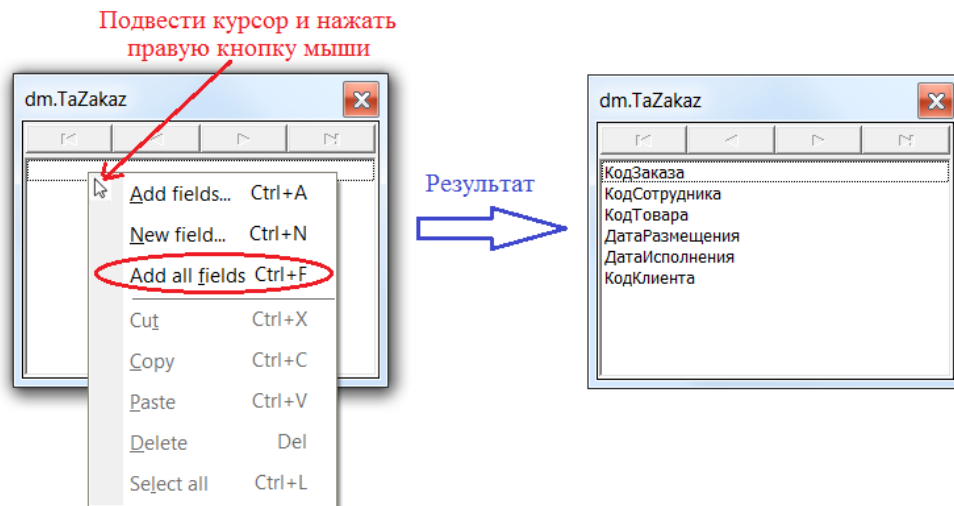 Подвести курсор и нажать
правую кнопку мыши
dm.TaZakaz
Add fields... Ctrl+A
New field... Ctrl+N
Add all fields Ctrl+F
Cut Ctrl+X
Copy Ctrl+C
Paste Ctrl+V
Delete Del
Select all Ctrl+L
Результат
dm.TaZakaz
КодЗаказа
КодСотрудника
КодТовара
ДатаРазмещения
ДатаИсполнения
КодКлиента